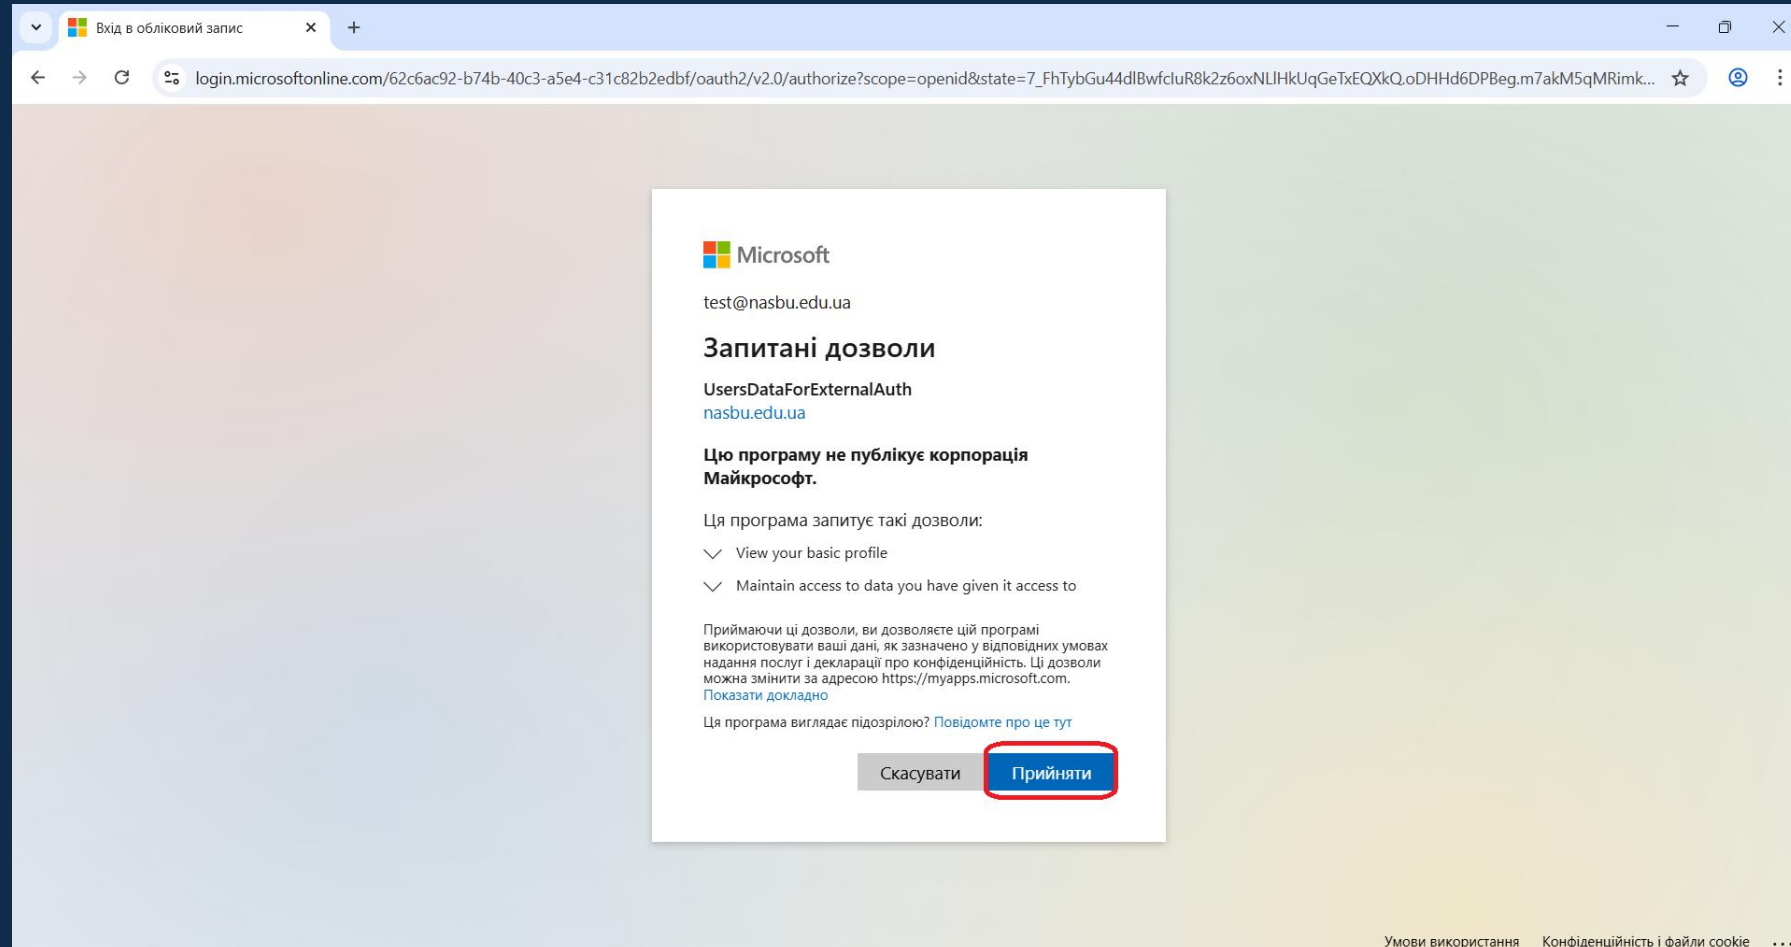 Вхід в обліковий запис
login.microsoftonline.com/62c6ac92-b74b-40c3-a5e4-c31c82b2edbf/oauth2/v2.0/authorize?scope=openid&state=7_FhTybGu44dlBwfcIuR8k2z6oxNLlHkUqGeTxEQXkQ.oDHHd6DPBeg.m7akM5qMRimk...
Microsoft
test@nasbu.edu.ua
Запитані дозволи
UsersDataForExternalAuth
nasbu.edu.ua
Цю програму не публікує корпорація
Майкрософт.
Ця програма запитує такі дозволи:
View your basic profile
Maintain access to data you have given it access to
Приймаючи ці дозволи, ви дозволяєте цій програмі
використовувати ваші дані, як зазначено у відповідних умовах
надання послуг і декларації про конфіденційність. Ці дозволи
можна змінити за адресою https://myapps.microsoft.com.
Показати докладно
Ця програма виглядає підозрілою? Повідомте про це тут
Скасувати Прийняти
Умови використання Конфіденційність і файли cookie ...